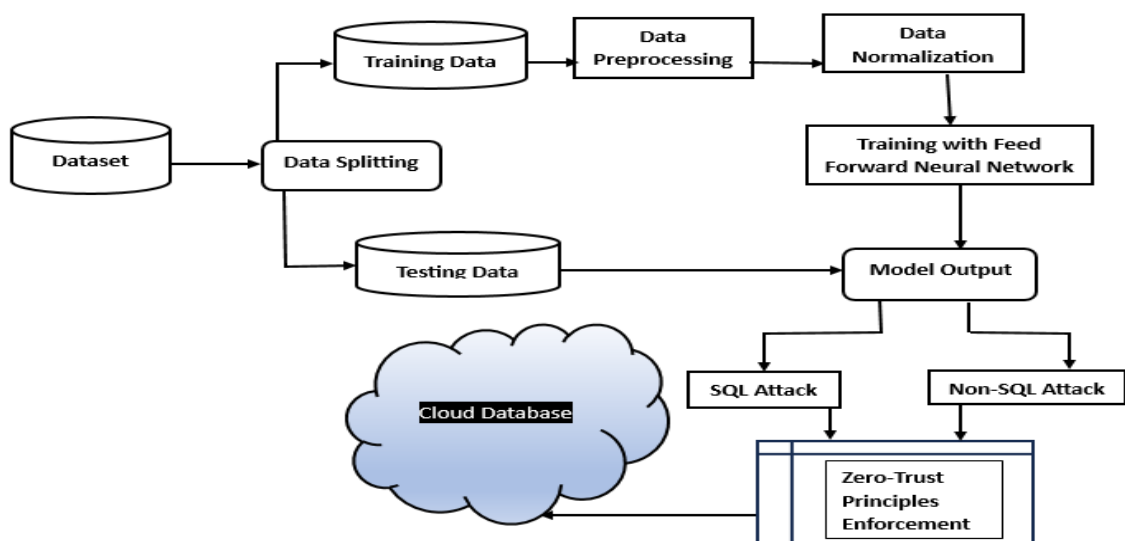 Dataset
Data Splitting
Training Data
Data
Preprocessing
Data
Normalization
Training with Feed
Forward Neural Network
Testing Data
Model Output
SQL Attack
Non-SQL Attack
Zero-Trust
Principles
Enforcement
Cloud Database